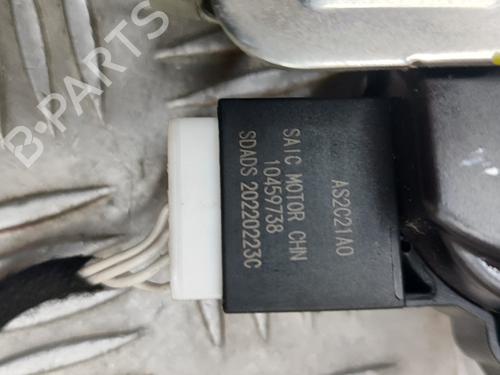 B-PARTS
AS2C21A0
SAIC MOTOR CHN
10459738
SDADS 20220223C